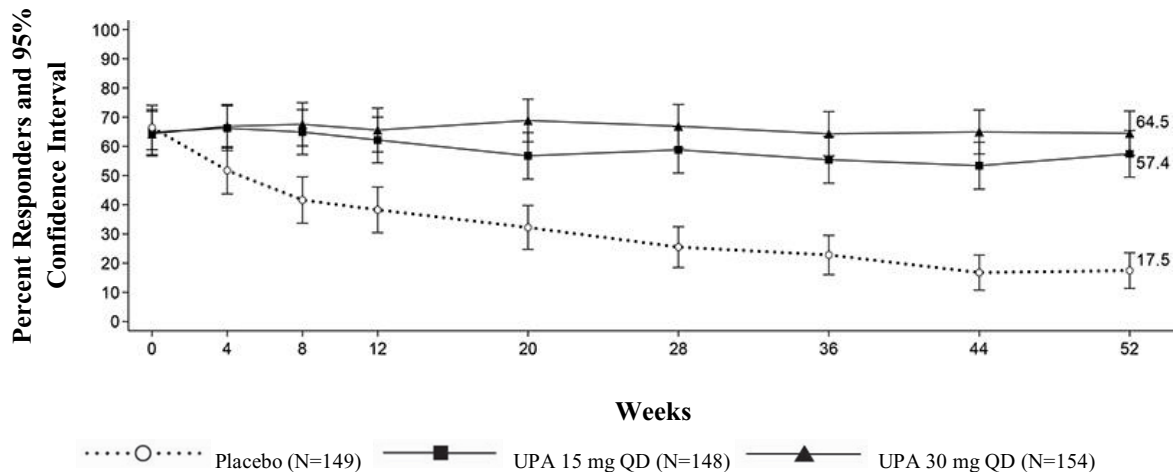 Percent Responders and 95%
Confidence Interval
100
90
80
70
60
50
40
30
20
10
0
64.5
57.4
17.5
0 4 8 12 20 28 36 44 52
Weeks
Placebo (N=149) UPA 15 mg QD (N=148) UPA 30 mg QD (N=154)